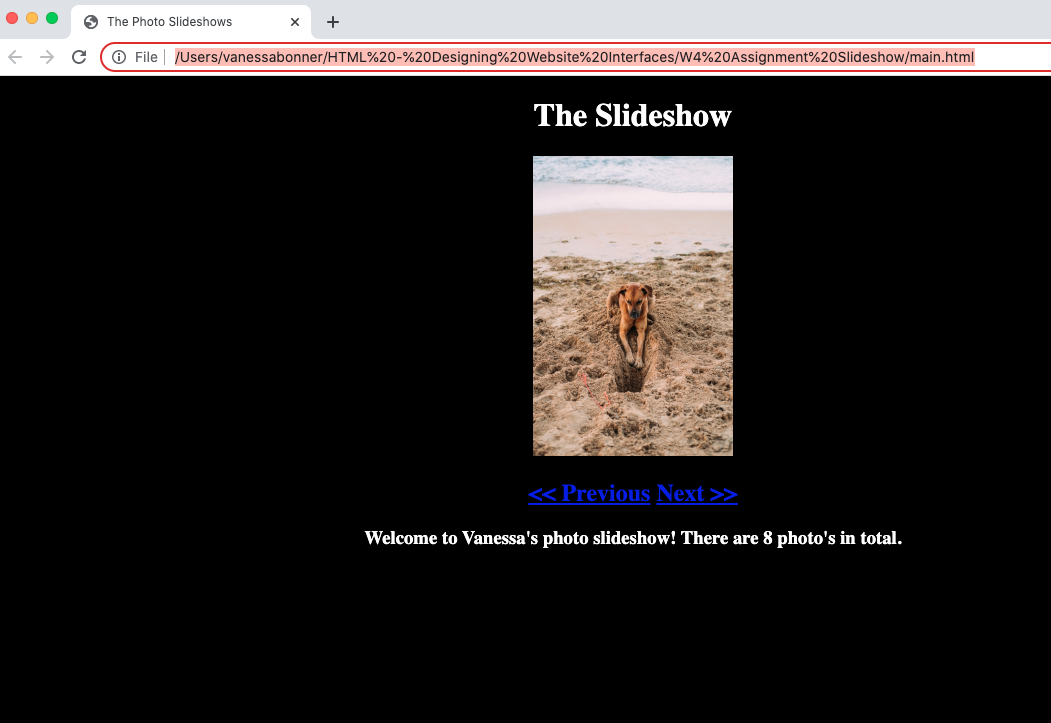 The Photo Slideshows
File /Users/vanessabonner/HTML%20-%20Designing%20Website%20Interfaces/W4%20Assignment%20Slideshow/main.html
The Slideshow
<< Previous Next >>
Welcome to Vanessa's photo slideshow! There are 8 photo's in total.